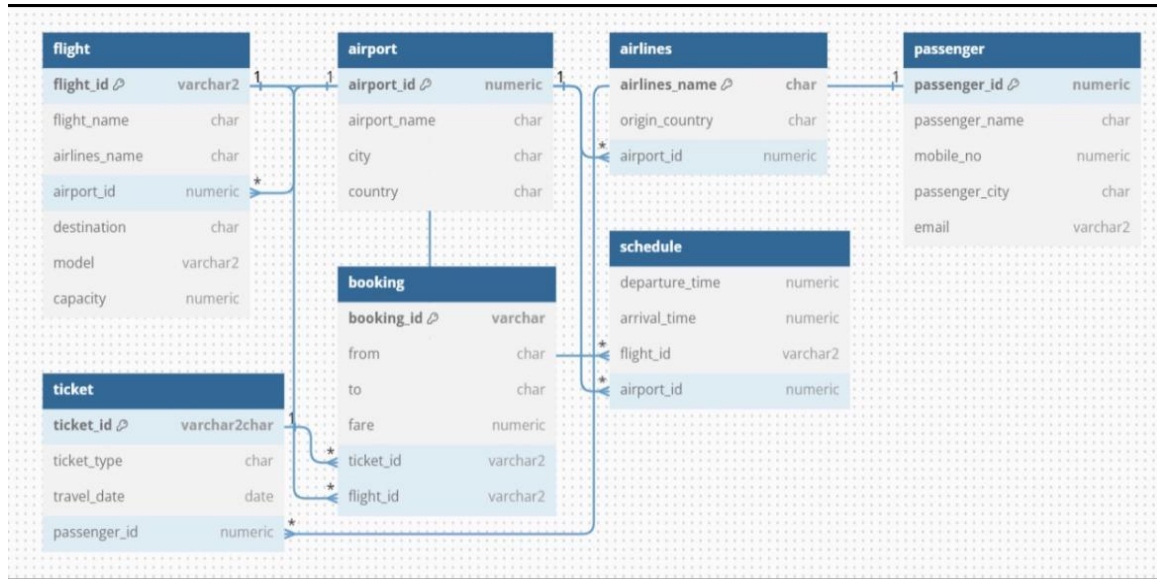 flight
flight_id varchar2
flight_name char
airlines_name char
airport_id numeric
destination char
model varchar2
capacity numeric
1
*
airport
airport_id numeric
airport_name char
city char
country char
1
1
airlines
airlines_name char
origin_country char
airport_id numeric
*
passenger
passenger_id numeric
passenger_name char
mobile_no numeric
passenger_city char
email varchar2
1
schedule
departure_time numeric
arrival_time numeric
* flight_id varchar2
* airport_id numeric
booking
booking_id varchar
from char
to char
fare numeric
* ticket_id varchar2
* flight_id varchar2
ticket
ticket_id varchar2char 1
ticket_type char
travel_date date
passenger_id numeric *